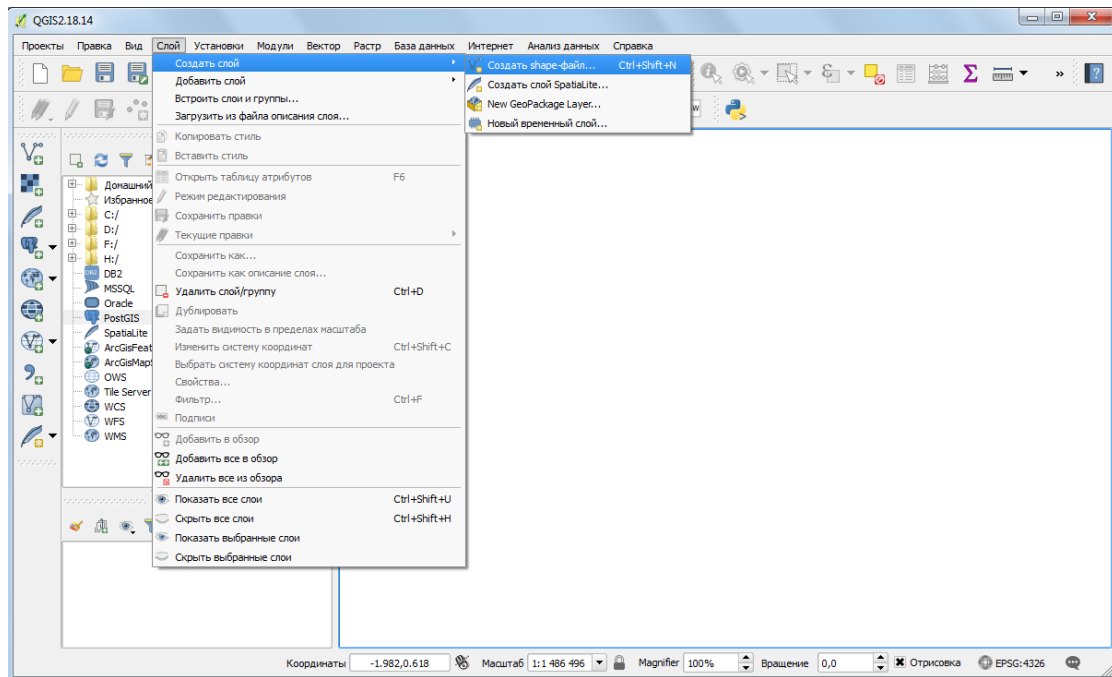 QGIS2.18.14
Проекты Правка Вид Слой Установки Модули Вектор Растр База данных Интернет Анализ данных Справка
Создать слой
Добавить слой
Встроить слои и группы...
Загрузить из файла описания слоя...
Копировать стиль
Вставить стиль
Открыть таблицу атрибутов F6
Режим редактирования
Сохранить правки
Текущие правки
Сохранить как...
Сохранить как описание слоя...
Удалить слой/группу Ctrl+D
Дублировать
Задать видимость в пределах масштаба
Изменить систему координат Ctrl+Shift+C
Выбрать систему координат слоя для проекта
Свойства...
Фильтр... Ctrl+F
Подписи
Добавить в обзор
Добавить все в обзор
Удалить все из обзора
Показать все слои Ctrl+Shift+U
Скрыть все слои Ctrl+Shift+H
Показать выбранные слои
Скрыть выбранные слои
Создать shape-файл... Ctrl+Shift+N
Создать слой SpatiaLite...
New GeoPackage Layer...
Новый временный слой...
Домашний
Избранное
C:/
D:/
F:/
H:/
DB2
MSSQL
Oracle
PostGIS
SpatiaLite
ArcGisFeat
ArcGisMap
OWS
Tile Server
WCS
WFS
WMS
Координаты -1.982,0.618 Масштаб 1:1 486 496 Magnifier 100% Вращение 0,0 Отрисовка EPSG:4326